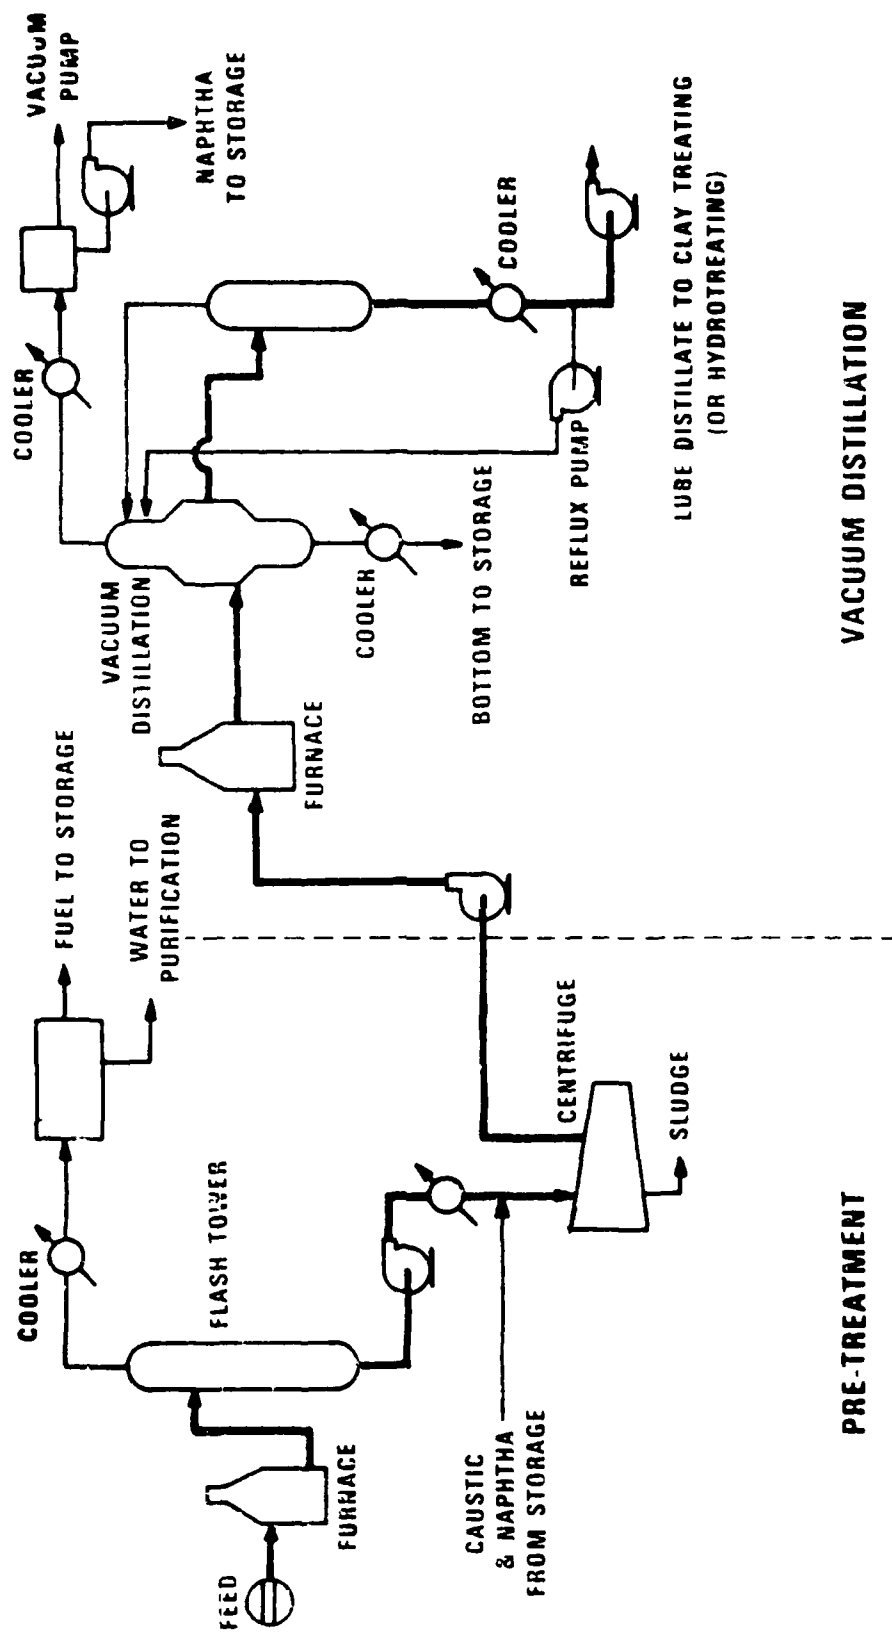 FEED
FURNACE
COOLER
FLASH TOWER
FUEL TO STORAGE
WATER TO
PURIFICATION
CAUSTIC
& NAPHTHA
FROM STORAGE
CENTRIFUGE
SLUDGE
PRE-TREATMENT
FURNACE
VACUUM
DISTILLATION
COOLER
VACUUM
PUMP
NAPHTHA
TO STORAGE
COOLER
BOTTOM TO STORAGE
REFLUX PUMP
COOLER
LUBE DISTILLATE TO CLAY TREATING
(OR HYDROTREATING)
VACUUM DISTILLATION